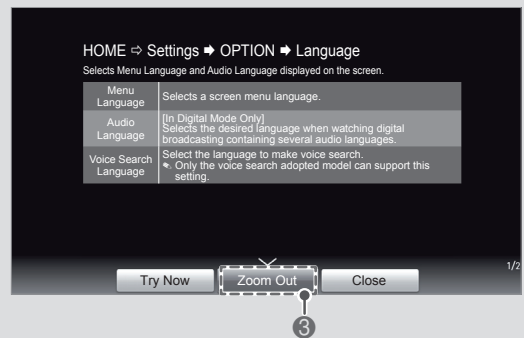 HOME ⇨ Settings ➡ OPTION ➡ Language
Selects Menu Language and Audio Language displayed on the screen.
Menu
Language
Selects a screen menu language.
Audio
Language
[In Digital Mode Only]
Selects the desired language when watching digital
broadcasting containing several audio languages.
Voice Search
Language
Select the language to make voice search.
Only the voice search adopted model can support this
setting.
1/2
Try Now
Zoom Out
Close
3